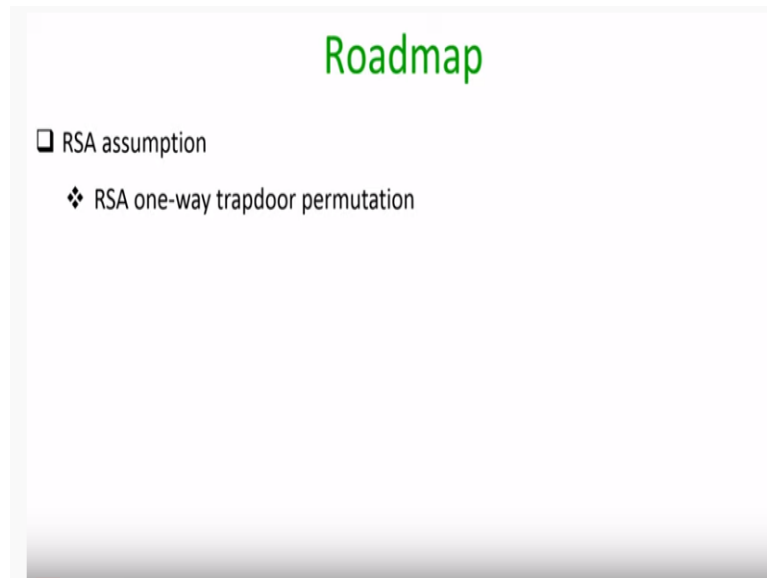 Roadmap
❑ RSA assumption
❖ RSA one-way trapdoor permutation